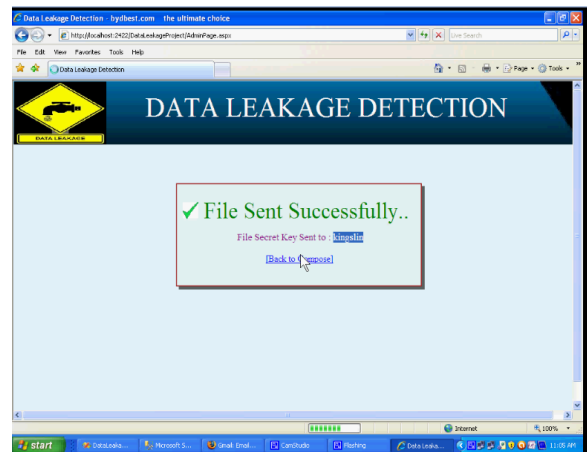 Data Leakage Detection - hydbest.com the ultimate choice
http://localhost:2422/DataLeakageProject/AdminPage.aspx
Live Search
File Edit View Favorites Tools Help
Data Leakage Detection
Page Tools
DATA LEAKAGE DETECTION
DATA LEAKAGE
File Sent Successfully..
File Secret Key Sent to : kingslin
[Back to Compose]
Internet 100%
start DataLeaka... Microsoft S... Gmail: Email... CamStudio Flashing Data Leaka... 11:05 AM